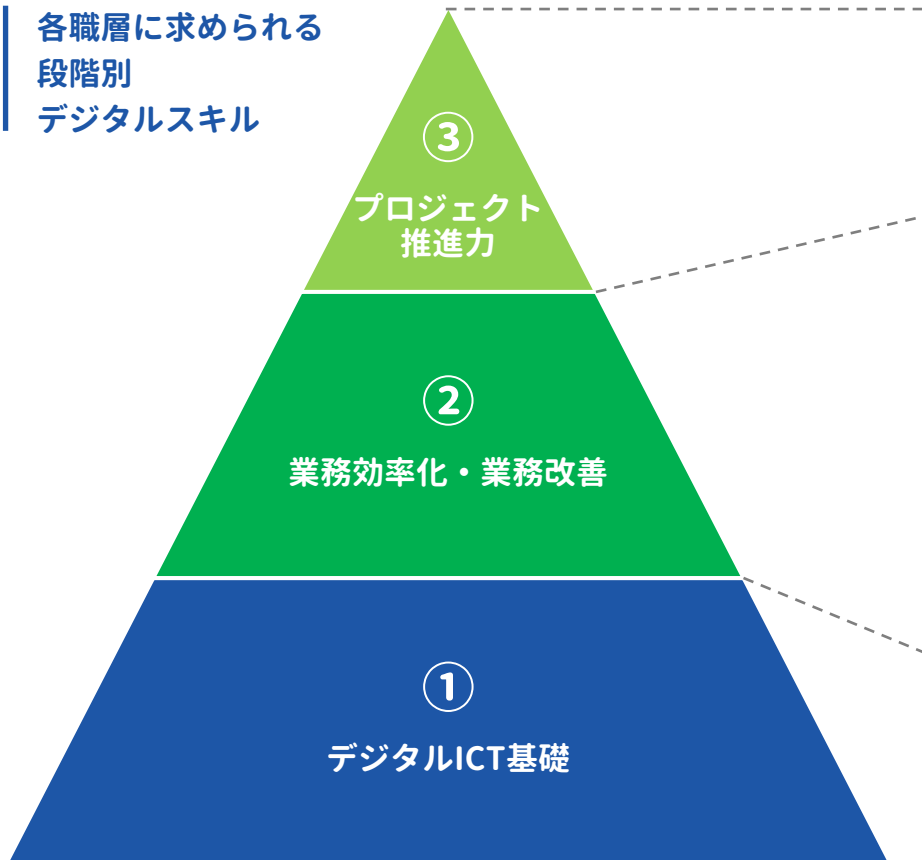 各職層に求められる
段階別
デジタルスキル
③
プロジェクト
推進力
②
業務効率化・業務改善
①
デジタルICT基礎